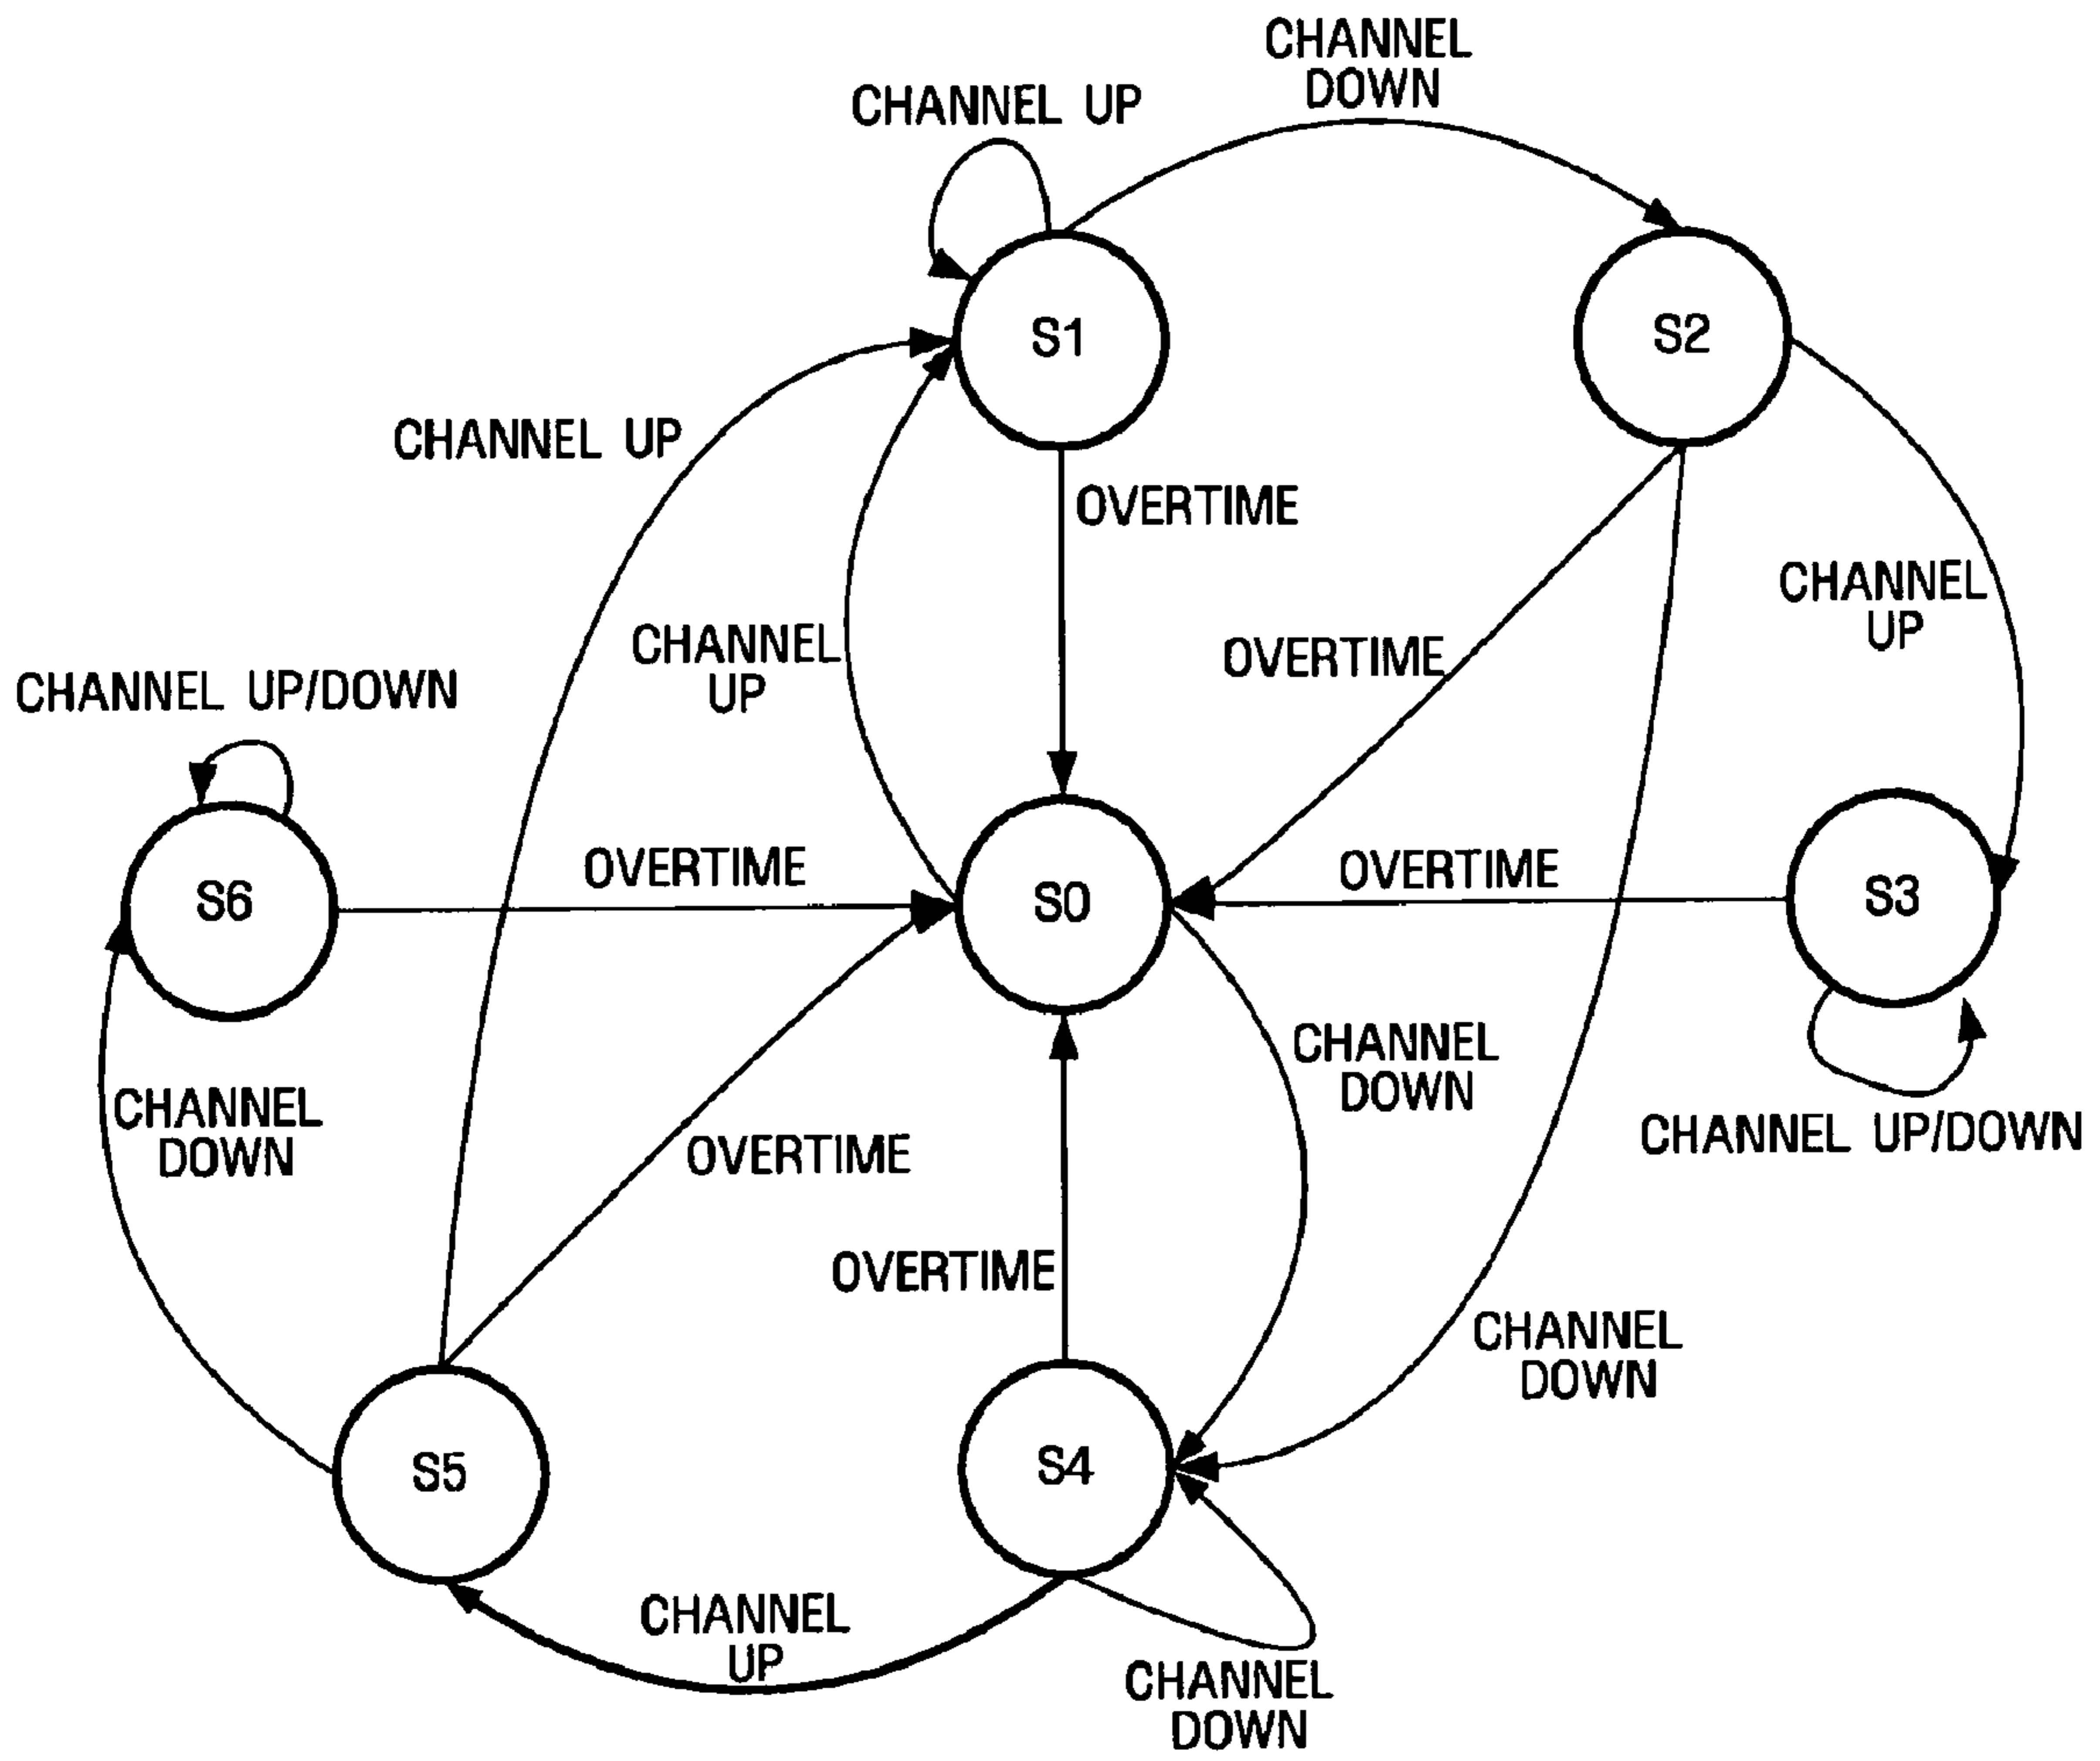 CHANNEL
DOWN
CHANNEL UP
S1
S2
CHANNEL UP
OVERTIME
CHANNEL
UP
CHANNEL
UP
OVERTIME
CHANNEL UP/DOWN
S6
OVERTIME
S0
OVERTIME
S3
CHANNEL
DOWN
CHANNEL
DOWN
CHANNEL UP/DOWN
OVERTIME
OVERTIME
CHANNEL
DOWN
S5
S4
CHANNEL
UP
CHANNEL
DOWN